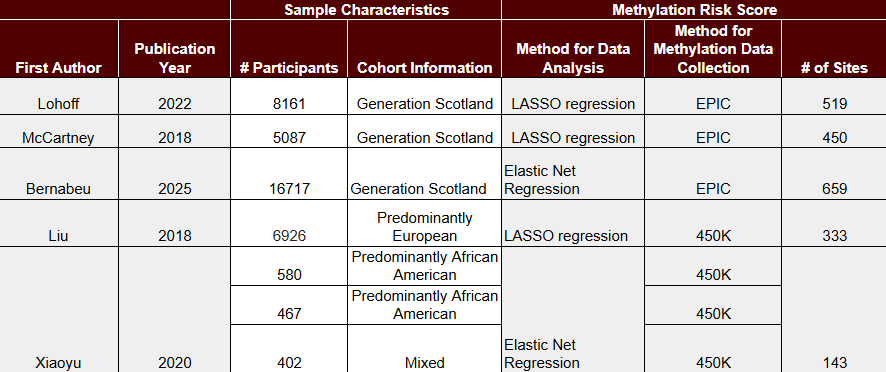 Sample Characteristics Methylation Risk Score
First Author Publication Year # Participants Cohort Information Method for Data Analysis Method for Methylation Data Collection # of Sites
Lohoff 2022 8161 Generation Scotland LASSO regression EPIC 519
McCartney 2018 5087 Generation Scotland LASSO regression EPIC 450
Bernabeu 2025 16717 Generation Scotland Elastic Net Regression EPIC 659
Liu 2018 6926 Predominantly European LASSO regression 450K 333
580 Predominantly African American 450K
467 Predominantly African American 450K
Xiaoyu 2020 402 Mixed Elastic Net Regression 450K 143